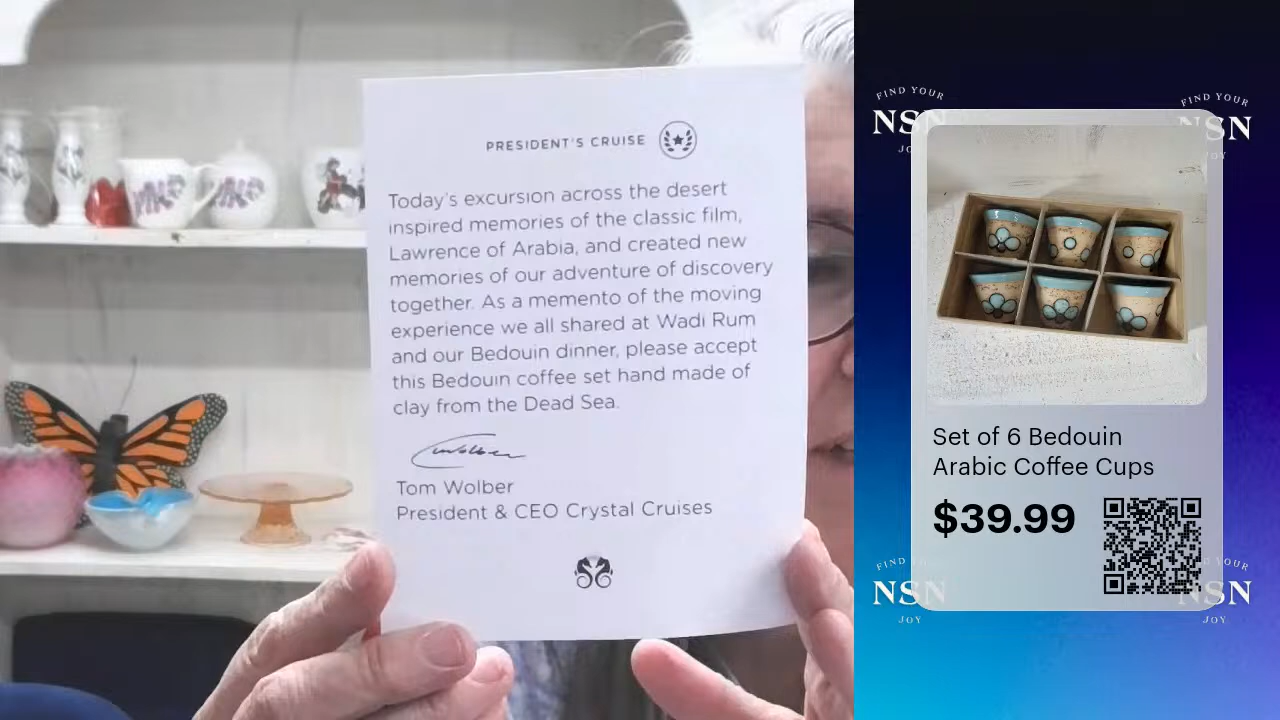 PRESIDENT'S CRUISE
Today's excursion across the desert
inspired memories of the classic film,
Lawrence of Arabia, and created new
memories of our adventure of discovery
together. As a memento of the moving
experience we all shared at Wadi Rum
and our Bedouin dinner, please accept
this Bedouin coffee set hand made of
clay from the Dead Sea.
Tom Wolber
President & CEO Crystal Cruises
FIND YOUR
NSN
JOY
FIND YOUR
NSN
JOY
Set of 6 Bedouin
Arabic Coffee Cups
$39.99
FIND YOUR
NSN
JOY
FIND YOUR
NSN
JOY